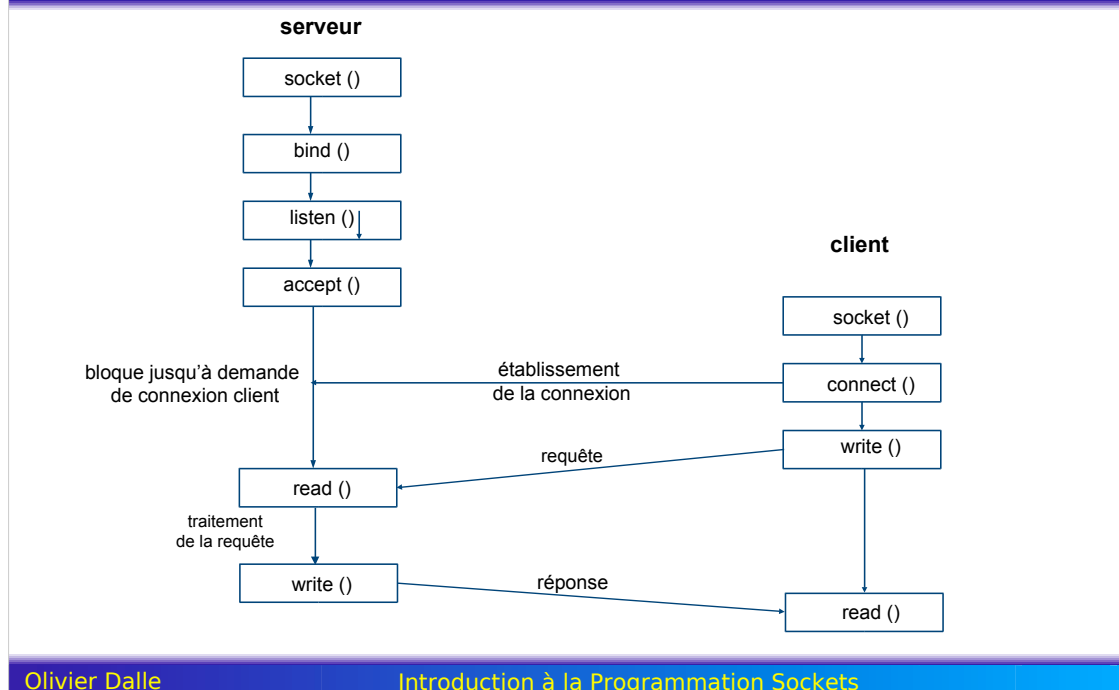 serveur
socket ()
bind ()
listen ()
accept ()
client
socket ()
bloque jusqu'à demande
de connexion client
établissement
de la connexion
connect ()
write ()
requête
read ()
traitement
de la requête
write ()
réponse
read ()
Olivier Dalle
Introduction à la Programmation Sockets